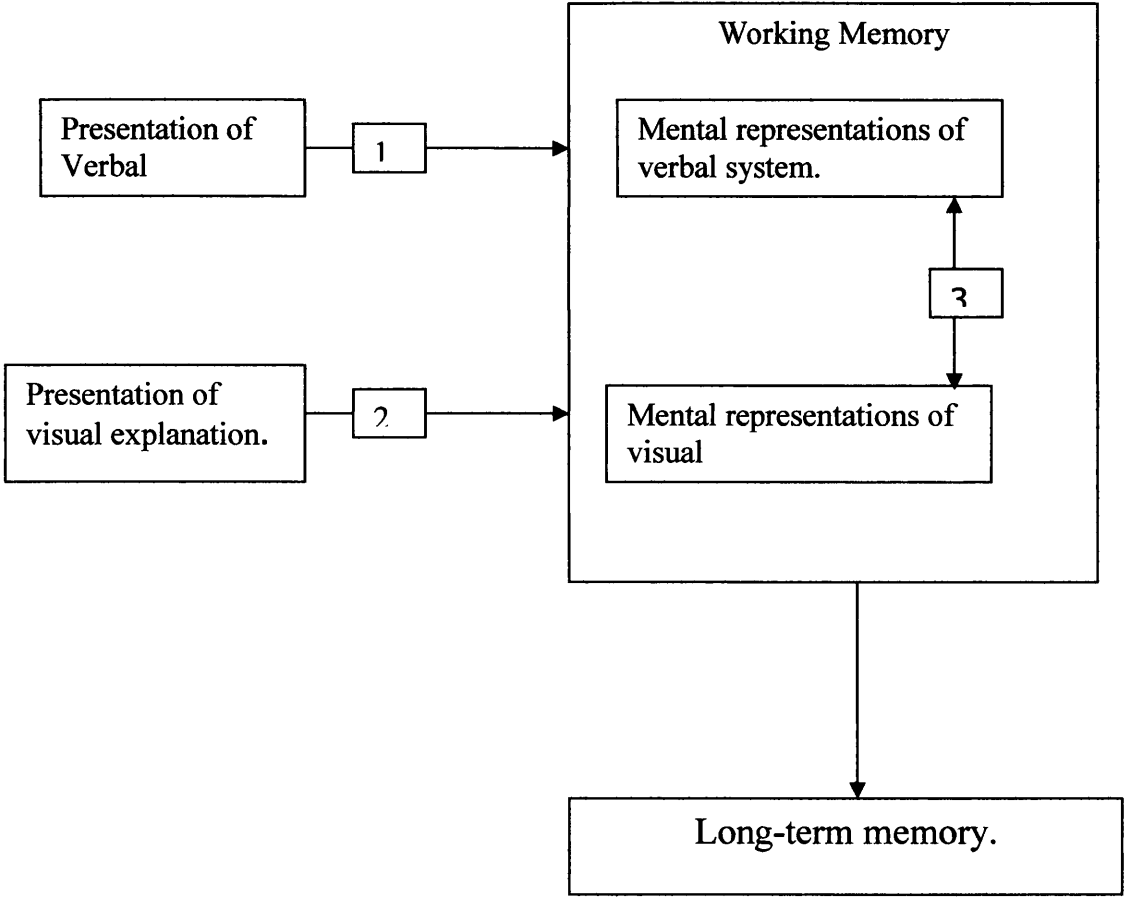 Working Memory
Presentation of
Verbal
1
Mental representations of
verbal system.
3
Presentation of
visual explanation.
2
Mental representations of
visual
Long-term memory.